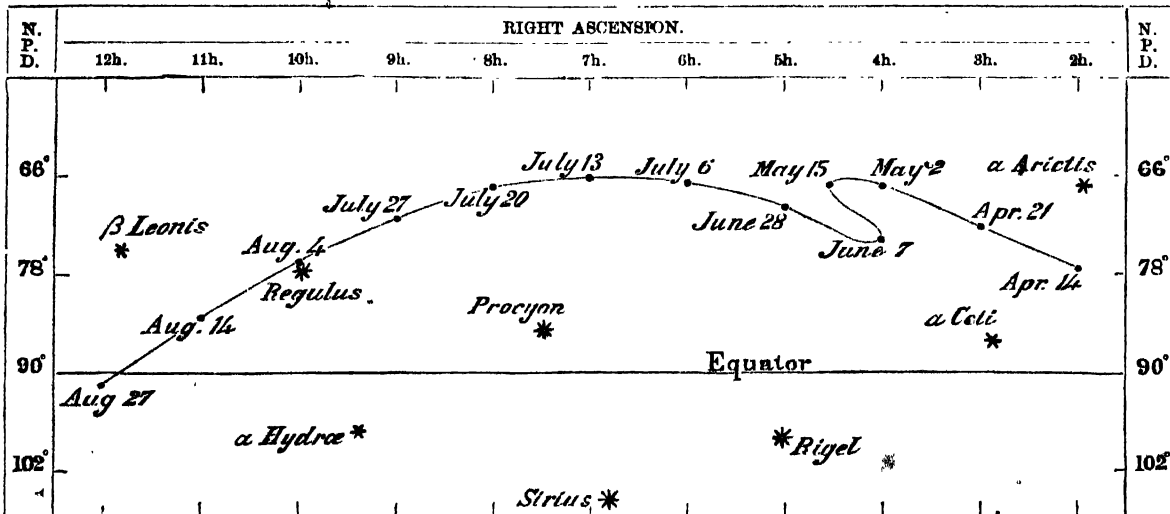 N. P. D.
RIGHT ASCENSION.
N. P. D.
12h. 11h. 10h. 9h. 8h. 7h. 6h. 5h. 4h. 3h. 2h.
66° July 13 July 6 May 15 May 2 α Arietis 66°
July 27 July 20
β Leonis June 28 Apr. 21
Aug. 4 June 7
78° Apr. 14 78°
Regulus.
Aug. 14 Procyon α Ceti
90° Equator 90°
Aug 27
α Hydræ Rigel
102° 102°
Sirius